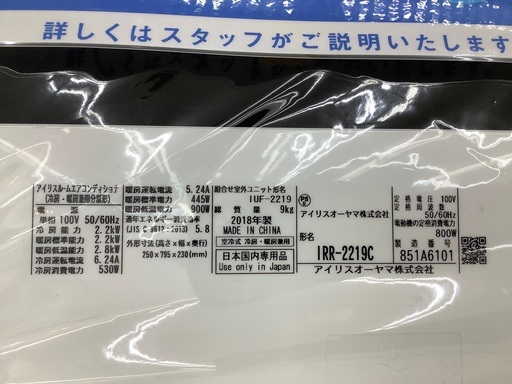 詳しくはスタッフがご説明いたします
アイリスルームエアコンディショナ
(冷房・暖房兼用分離形)
電源
単相 100V 50/60Hz
冷房能力 2.2kW
暖房標準能力 2.2kW
暖房低温能力 2.8kW
冷房運転電流 6.24A
冷房消費電力 530W
暖房運転電流 5.24A
暖房消費電力 445W
暖房低温消費電力 900W
通年エネルギー消費効率
(JIS C 9612:2013) 5.8
外形寸法(高さ×幅×奥行)
250×795×230(mm)
組合せ室外ユニット形名
IUF-2219
総質量 9kg
2018年製
MADE IN CHINA
空冷式 冷房・暖房兼用
日本国内専用品
Use only in Japan
PS
E
アイリスオーヤマ株式会社
形名
IRR-2219C
アイリスオーヤマ株式会社
定格電圧 100V
定格周波数
50/60Hz
電動機の定格消費電力
800W
製造番号
851A6101